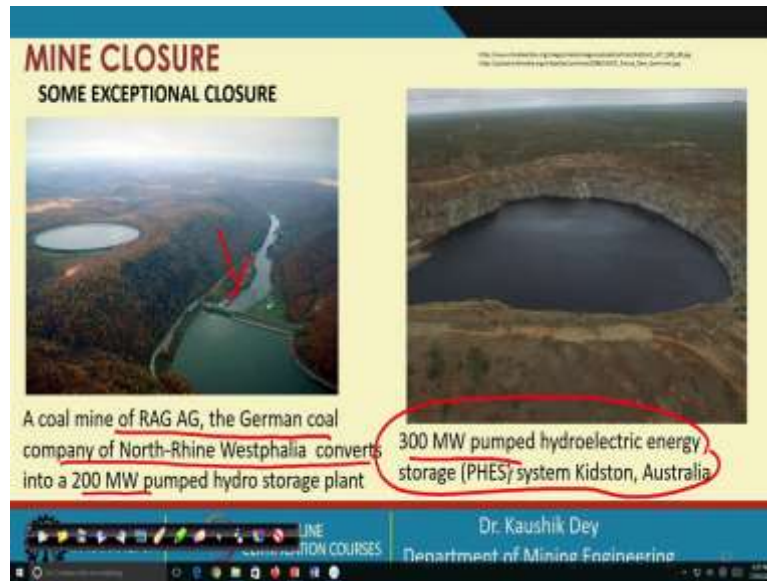 MINE CLOSURE
SOME EXCEPTIONAL CLOSURE
A coal mine of RAG AG, the German coal
company of North-Rhine Westphalia converts
into a 200 MW pumped hydro storage plant
300 MW pumped hydroelectric energy
storage (PHES) system Kidston, Australia
CERTIFICATION COURSES
Dr. Kaushik Dey
Department of Mining Engineering